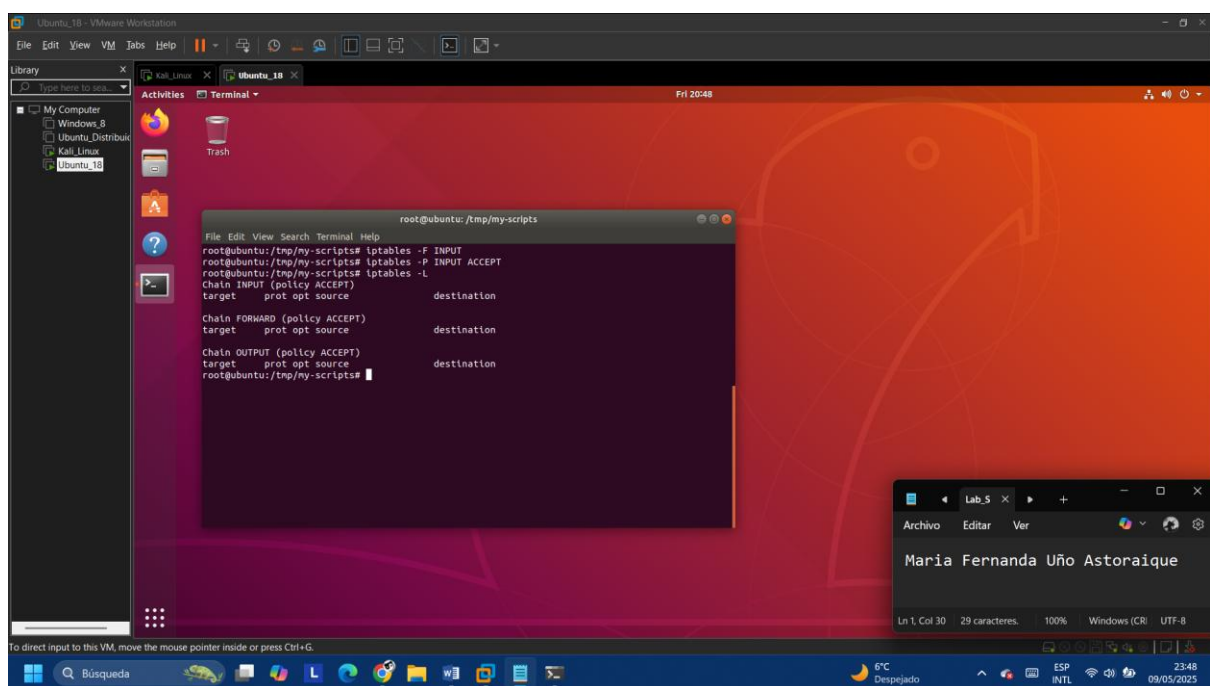 Ubuntu_18 - VMware Workstation
File Edit View VM Tabs Help
Library
Type here to sea...
Kali_Linux
Ubuntu_18
My Computer
Windows_8
Ubuntu_Distribuic
Kali_Linux
Ubuntu_18
Activities Terminal Fri 20:48
Trash
root@ubuntu: /tmp/my-scripts
File Edit View Search Terminal Help
root@ubuntu:/tmp/my-scripts# iptables -F INPUT
root@ubuntu:/tmp/my-scripts# iptables -P INPUT ACCEPT
root@ubuntu:/tmp/my-scripts# iptables -L
Chain INPUT (policy ACCEPT)
target prot opt source destination
Chain FORWARD (policy ACCEPT)
target prot opt source destination
Chain OUTPUT (policy ACCEPT)
target prot opt source destination
root@ubuntu:/tmp/my-scripts#
Lab_S
Archivo Editar Ver
Maria Fernanda Uño Astoraique
Ln 1, Col 30 29 caracteres. 100% Windows (CRl UTF-8
To direct input to this VM, move the mouse pointer inside or press Ctrl+G.
Búsqueda
6°C
Despejado
ESP
INTL
23:48
09/05/2025